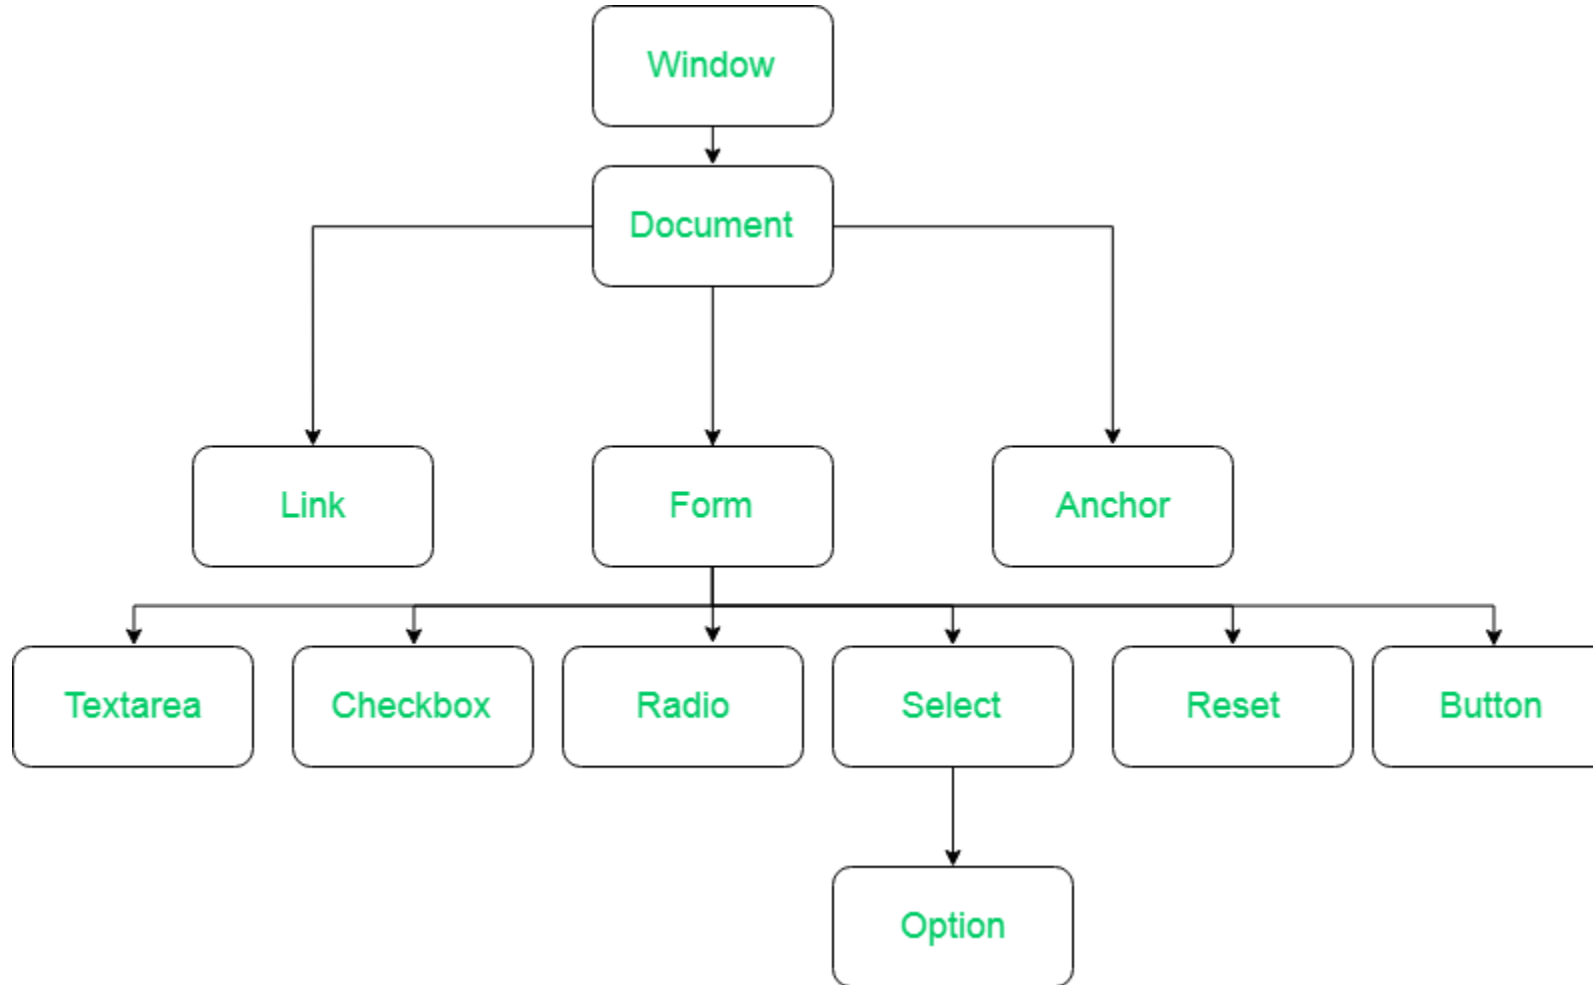 Window
Document
Link
Form
Anchor
Textarea
Checkbox
Radio
Select
Reset
Button
Option